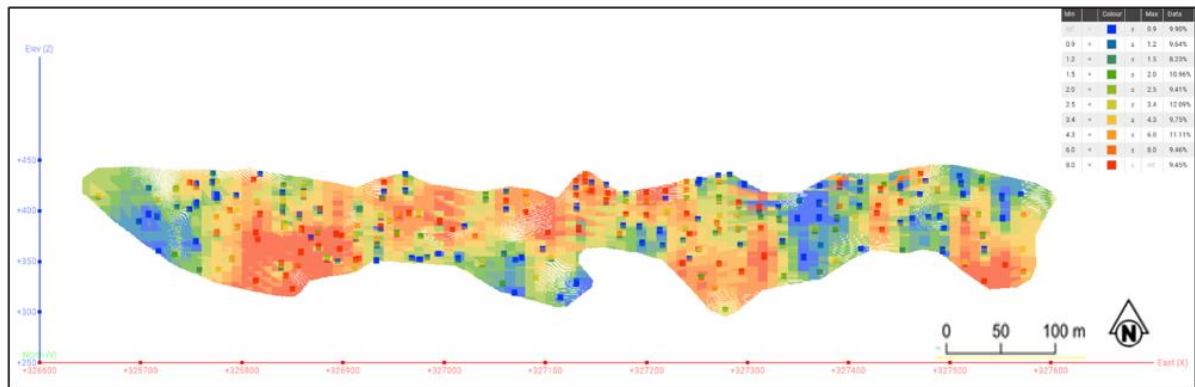 Min Colour Max Data
inf ≤ 0.9 9.90%
0.9 < ≤ 1.2 9.64%
1.2 < ≤ 1.5 8.23%
1.5 < ≤ 2.0 10.96%
2.0 < ≤ 2.5 9.41%
2.5 < ≤ 3.4 12.09%
3.4 < ≤ 4.3 9.75%
4.3 < ≤ 6.0 11.11%
6.0 < ≤ 8.0 9.46%
8.0 < inf 9.45%
Elev (Z)
+450
+400
+350
+300
+250
0 50 100 m
N
East (X)
+326600 +326700 +326800 +326900 +327000 +327100 +327200 +327300 +327400 +327500 +327600